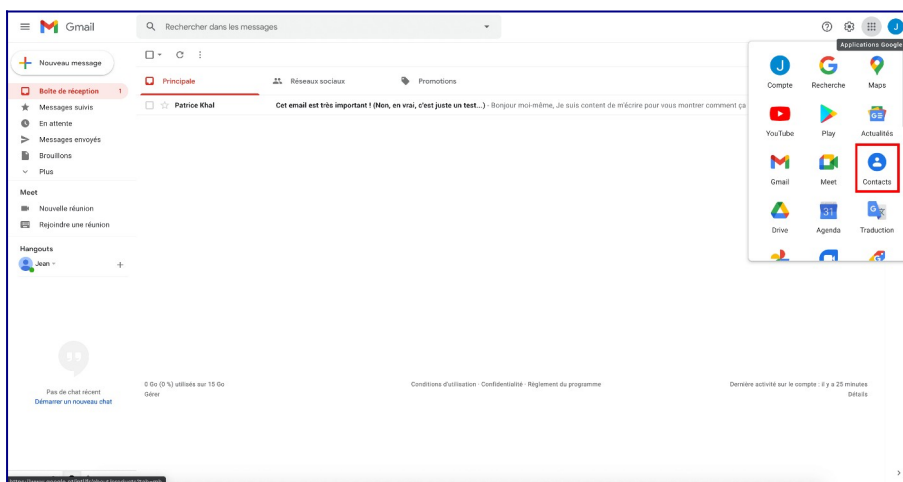 Gmail
Rechercher dans les messages
J
Applications Google
Nouveau message
Boîte de réception 1
Messages suivis
En attente
Messages envoyés
Brouillons
Plus
Meet
Nouvelle réunion
Rejoindre une réunion
Hangouts
Jean
Pas de chat récent
Démarrer un nouveau chat
Principale
Réseaux sociaux
Promotions
Patrice Khal Cet email est très important ! (Non, en vrai, c'est juste un test...) - Bonjour moi-même, Je suis content de m'écrire pour vous montrer comment ça
J
Compte Recherche Maps
YouTube Play Actualités
Gmail Meet Contacts
31
Drive Agenda Traduction
0 Go (0 %) utilisés sur 15 Go
Gérer
Conditions d'utilisation · Confidentialité · Règlement du programme
Dernière activité sur le compte : il y a 25 minutes
Détails